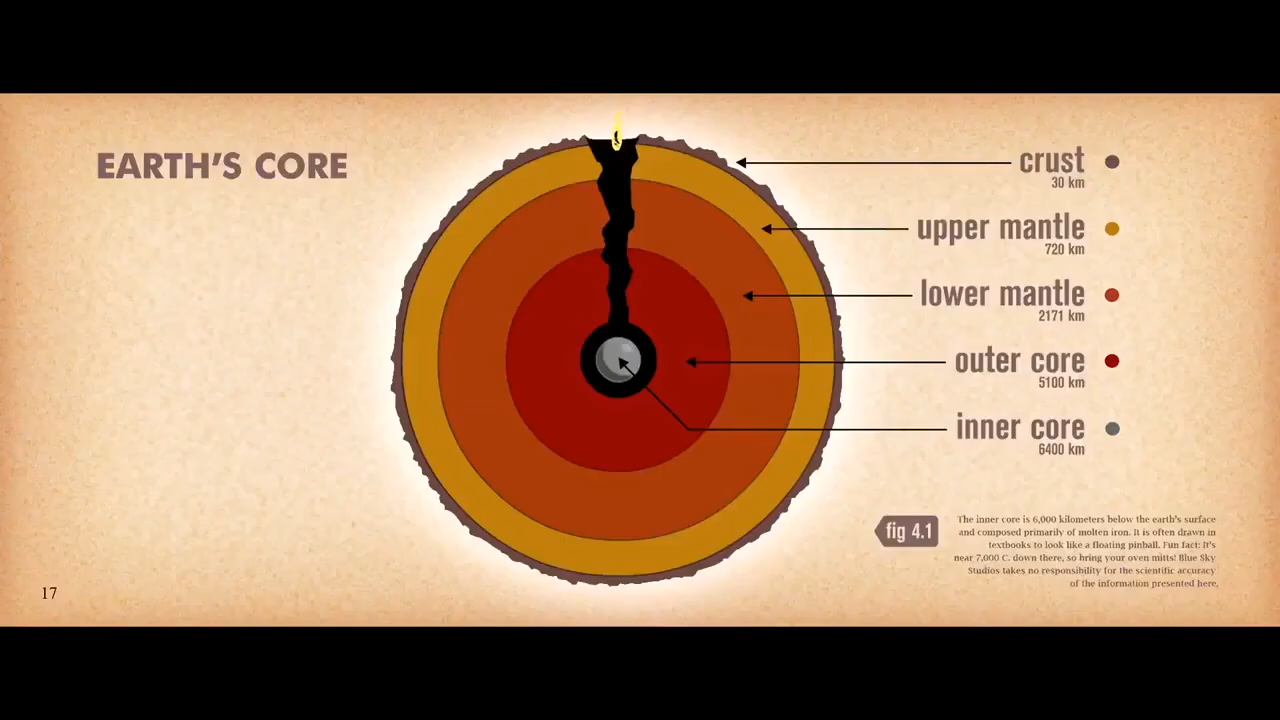 EARTH'S CORE
crust
30 km
upper mantle
720 km
lower mantle
2171 km
outer core
5100 km
inner core
6400 km
fig 4.1
The inner core is 6,000 kilometers below the earth's surface
and composed primarily of molten iron. It is often drawn in
textbooks to look like a floating pinball. Fun fact: It's
near 7,000 C. down there, so bring your oven mitts! Blue Sky
Studios takes no responsibility for the scientific accuracy
of the information presented here.
17